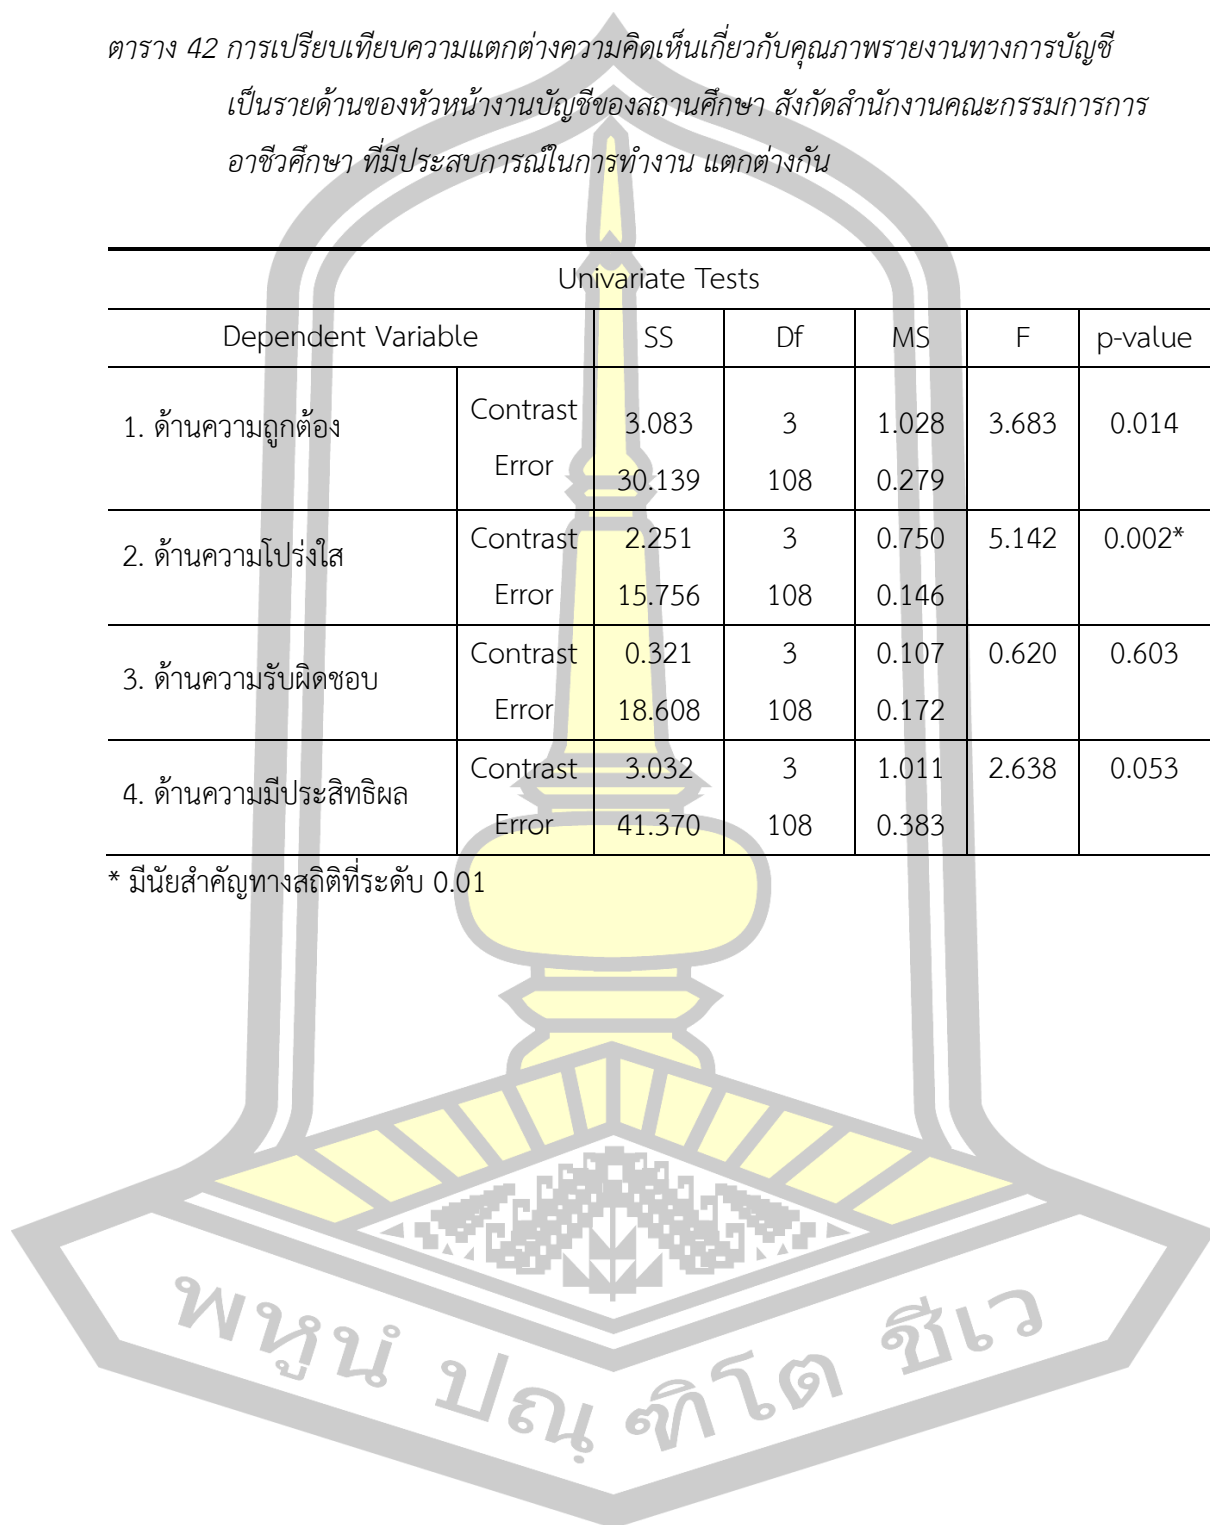 ตาราง 42 การเปรียบเทียบความแตกต่างความคิดเห็นเกี่ยวกับคุณภาพรายงานทางการบัญชี
เป็นรายด้านของหัวหน้างานบัญชีของสถานศึกษา สังกัดสำนักงานคณะกรรมการการ
อาชีวศึกษา ที่มีประสบการณ์ในการทำงาน แตกต่างกัน
Univariate Tests
Dependent Variable SS Df MS F p-value
1. ด้านความถูกต้อง Contrast 3.083 3 1.028 3.683 0.014
Error 30.139 108 0.279
2. ด้านความโปร่งใส Contrast 2.251 3 0.750 5.142 0.002*
Error 15.756 108 0.146
3. ด้านความรับผิดชอบ Contrast 0.321 3 0.107 0.620 0.603
Error 18.608 108 0.172
4. ด้านความมีประสิทธิผล Contrast 3.032 3 1.011 2.638 0.053
Error 41.370 108 0.383
* มีนัยสำคัญทางสถิติที่ระดับ 0.01
พหูนํ ปณฺ ฑิโต ชีเว